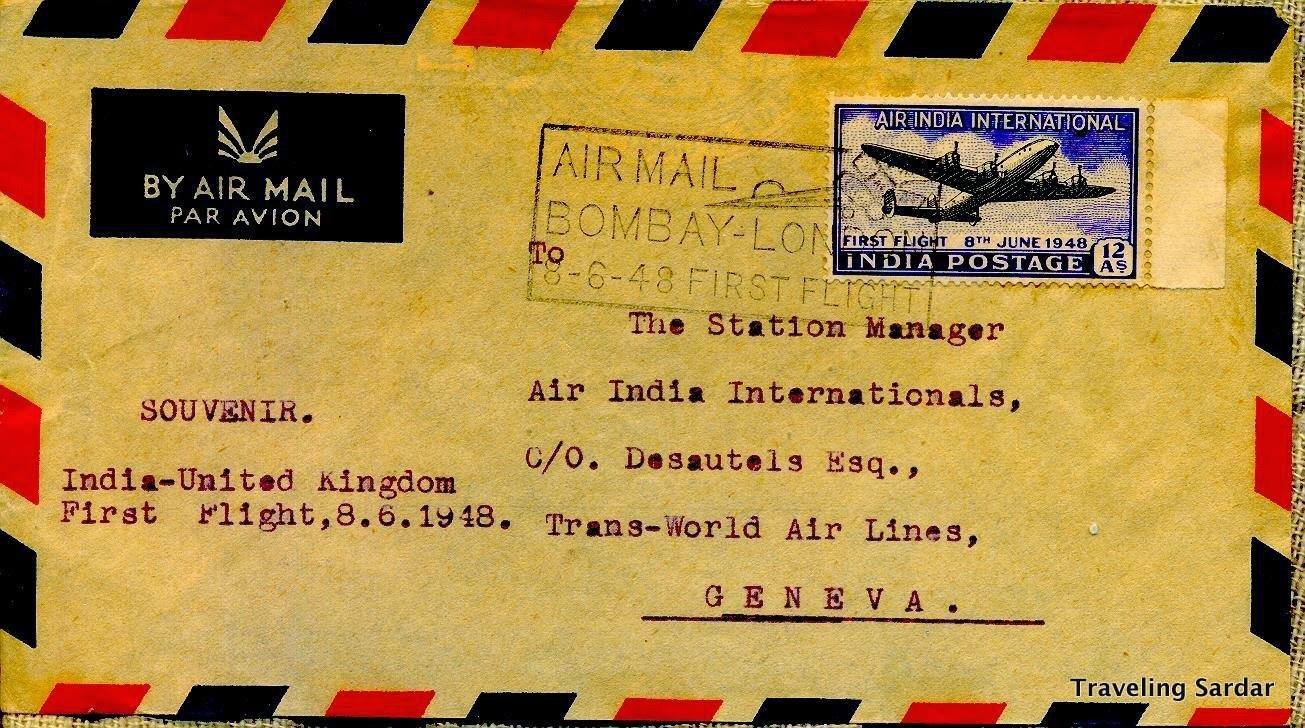 BY AIR MAIL
PAR AVION
AIR MAIL
BOMBAY-LONDON
8-6-48 FIRST FLIGHT
AIR INDIA INTERNATIONAL
FIRST FLIGHT 8TH JUNE 1948
INDIA POSTAGE
12
AS
To
The Station Manager
Air India Internationals,
C/O. Desautels Esq.,
Trans-World Air Lines,
GENEVA.
SOUVENIR.
India-United Kingdom
First Flight,8.6.1948.
Traveling Sardar